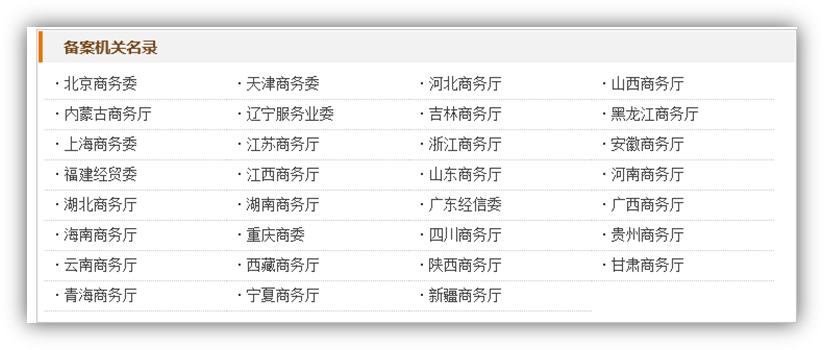 备案机关名录
·北京商务委 ·天津商务委 ·河北商务厅 ·山西商务厅
·内蒙古商务厅 ·辽宁服务业委 ·吉林商务厅 ·黑龙江商务厅
·上海商务委 ·江苏商务厅 ·浙江商务厅 ·安徽商务厅
·福建经贸委 ·江西商务厅 ·山东商务厅 ·河南商务厅
·湖北商务厅 ·湖南商务厅 ·广东经信委 ·广西商务厅
·海南商务厅 ·重庆商委 ·四川商务厅 ·贵州商务厅
·云南商务厅 ·西藏商务厅 ·陕西商务厅 ·甘肃商务厅
·青海商务厅 ·宁夏商务厅 ·新疆商务厅